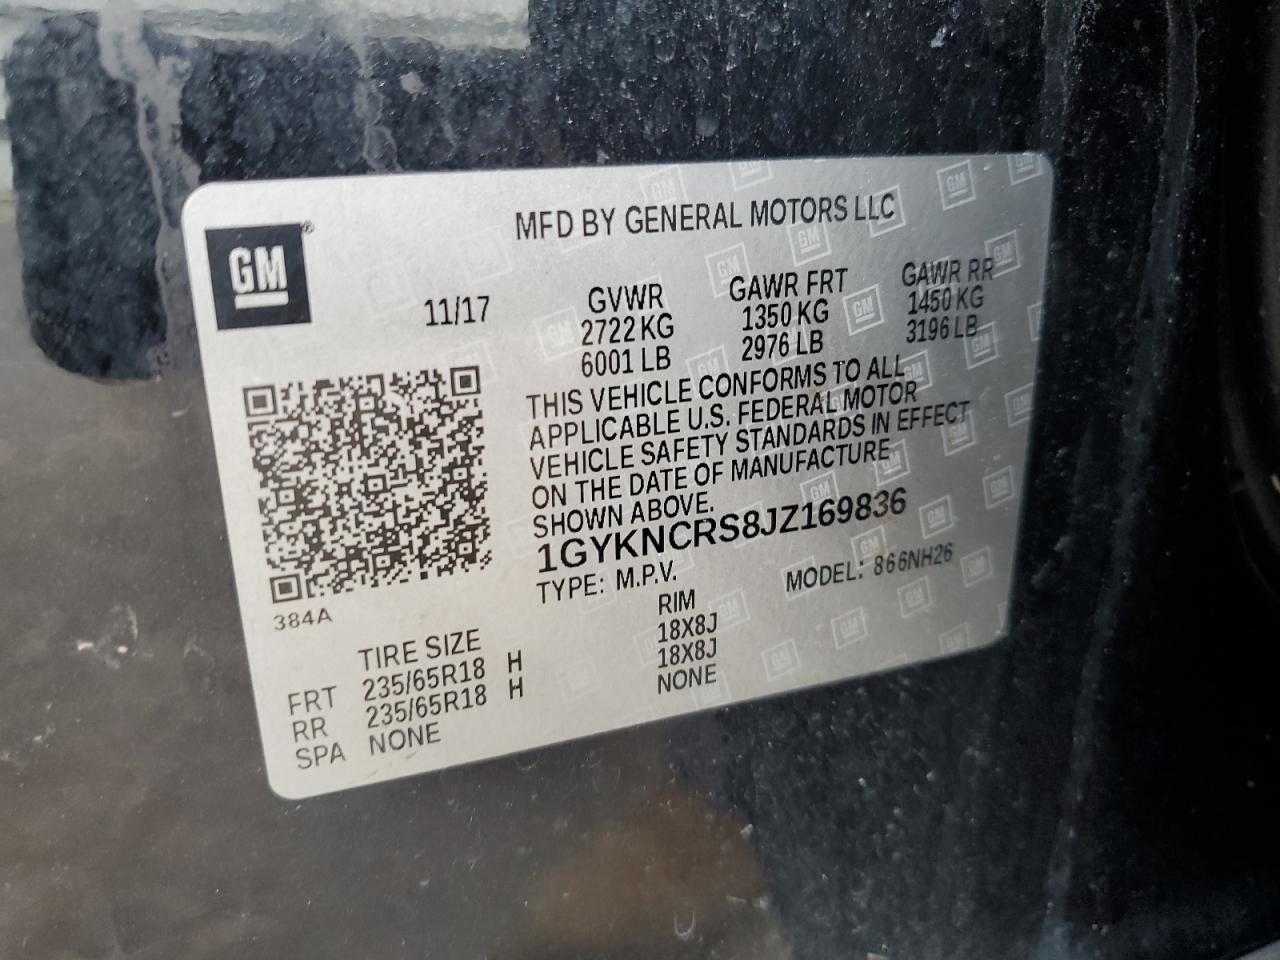 MFD BY GENERAL MOTORS LLC
GM
11/17
GVWR GAWR FRT GAWR RR
2722 KG 1350 KG 1450 KG
6001 LB 2976 LB 3196 LB
THIS VEHICLE CONFORMS TO ALL
APPLICABLE U.S. FEDERAL MOTOR
VEHICLE SAFETY STANDARDS IN EFFECT
ON THE DATE OF MANUFACTURE
SHOWN ABOVE.
1GYKNCRS8JZ169836
TYPE: M.P.V. MODEL: 866NH26
384A
TIRE SIZE RIM
FRT 235/65R18 H 18X8J
RR 235/65R18 H 18X8J
SPA NONE NONE